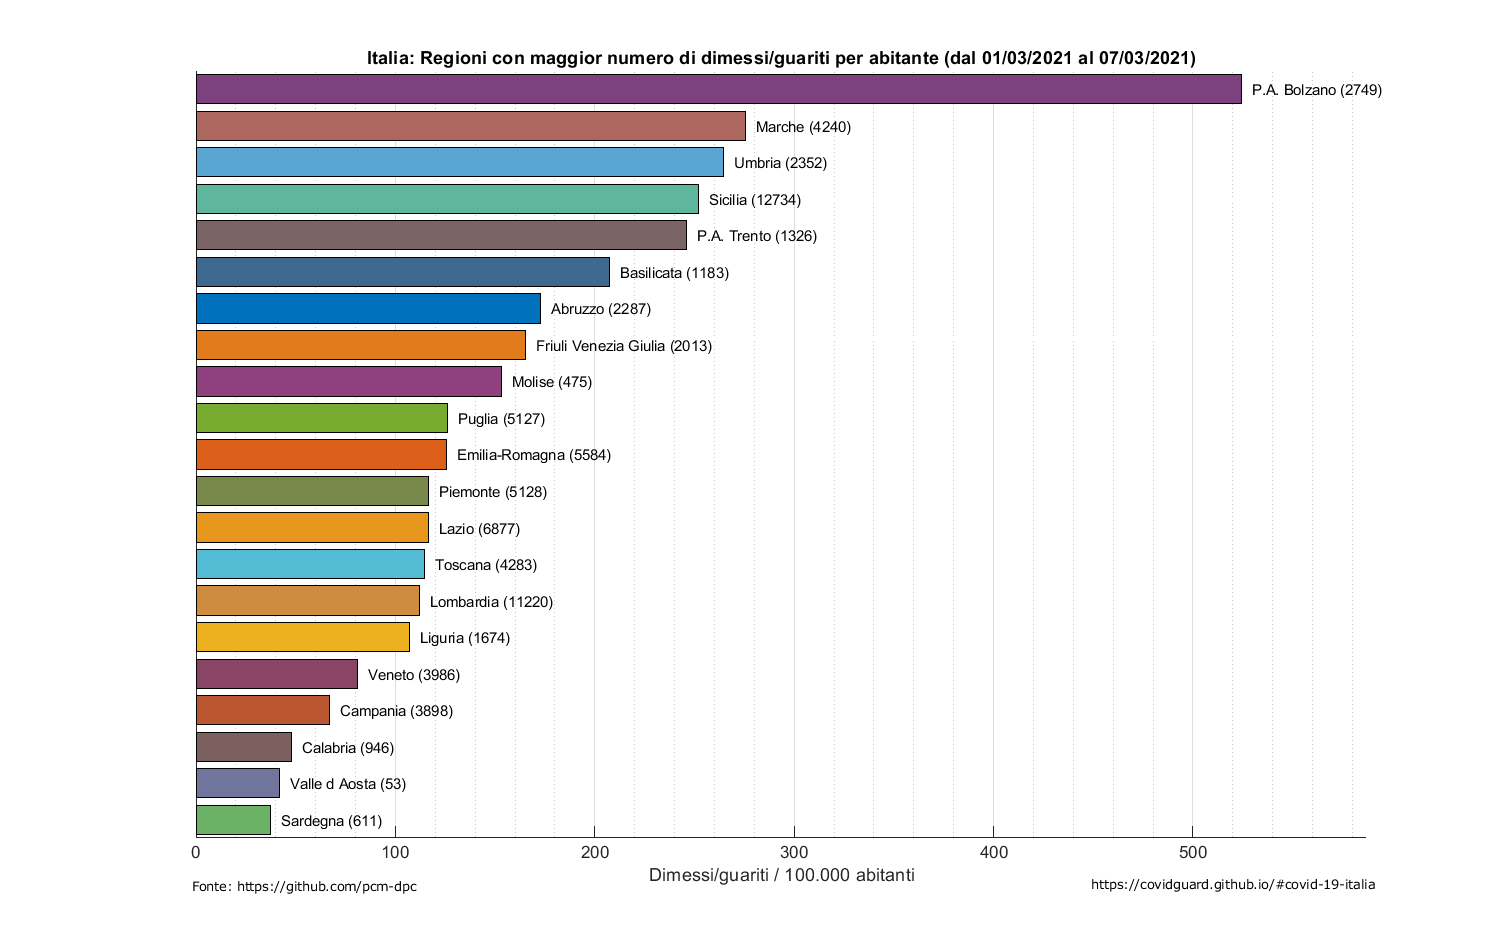 Italia: Regioni con maggior numero di dimessi/guariti per abitante (dal 01/03/2021 al 07/03/2021)
P.A. Bolzano (2749)
Marche (4240)
Umbria (2352)
Sicilia (12734)
P.A. Trento (1326)
Basilicata (1183)
Abruzzo (2287)
Friuli Venezia Giulia (2013)
Molise (475)
Puglia (5127)
Emilia-Romagna (5584)
Piemonte (5128)
Lazio (6877)
Toscana (4283)
Lombardia (11220)
Liguria (1674)
Veneto (3986)
Campania (3898)
Calabria (946)
Valle d Aosta (53)
Sardegna (611)
0 100 200 300 400 500
Dimessi/guariti / 100.000 abitanti
Fonte: https://github.com/pcm-dpc
https://covidguard.github.io/#covid-19-italia